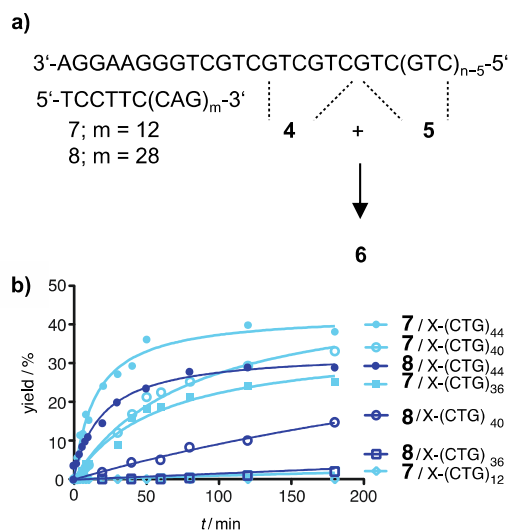 a)
3'-AGGAAGGGTCGTCGTCGTCGTC(GTC)n–5-5'
5'-TCCTTC(CAG)m-3'
7; m = 12
8; m = 28
4 + 5
6
b)
50
40
30
20
10
0
yield / %
0 50 100 150 200
t / min
7 / X-(CTG)44
7 / X-(CTG)40
8 / X-(CTG)44
7 / X-(CTG)36
8 / X-(CTG) 40
8 / X-(CTG) 36
7 / X-(CTG)12